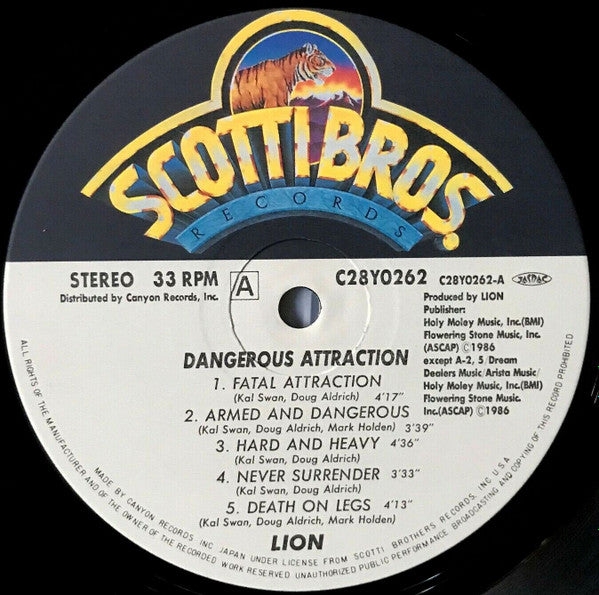 SCOTTI BROS.
RECORDS
STEREO 33 RPM A C28Y0262 C28Y0262-A JASRAC
Distributed by Canyon Records, Inc.
Produced by LION
Publisher:
Holy Moley Music, Inc.(BMI)
Flowering Stone Music, Inc.
(ASCAP) Ⓒ1986
except A-2, 5/Dream
Dealers Music/Arista Music/
Holy Moley Music, Inc.(BMI)
Flowering Stone Music.
Inc.(ASCAP) Ⓒ1986
DANGEROUS ATTRACTION
1. FATAL ATTRACTION
(Kal Swan, Doug Aldrich) 4'17"
2. ARMED AND DANGEROUS
(Kal Swan, Doug Aldrich, Mark Holden) 3'39"
3. HARD AND HEAVY 4'36"
(Kal Swan, Doug Aldrich)
4. NEVER SURRENDER 3'33"
(Kal Swan, Doug Aldrich)
5. DEATH ON LEGS 4'13"
(Kal Swan, Doug Aldrich, Mark Holden)
LION
MADE BY CANYON RECORDS, INC JAPAN UNDER LICENSE FROM SCOTTI BROTHERS RECORDS, INC U.S.A.
ALL RIGHTS OF THE MANUFACTURER AND OF THE OWNER OF THE RECORDED WORK RESERVED UNAUTHORIZED PUBLIC PERFORMANCE BROADCASTING AND COPYING OF THIS RECORD PROHIBITED